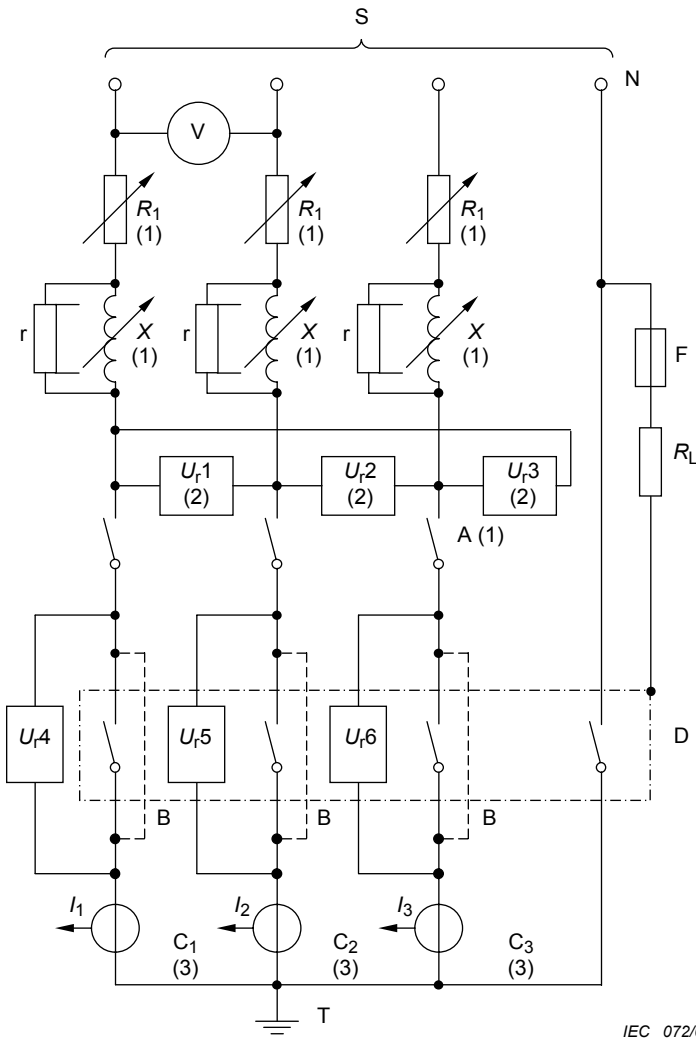 S
N
V
R1
(1)
R1
(1)
R1
(1)
r
X
(1)
r
X
(1)
r
X
(1)
F
RL
Ur1
(2)
Ur2
(2)
Ur3
(2)
A (1)
Ur4
Ur5
Ur6
D
B
B
B
I1
I2
I3
C1
(3)
C2
(3)
C3
(3)
T